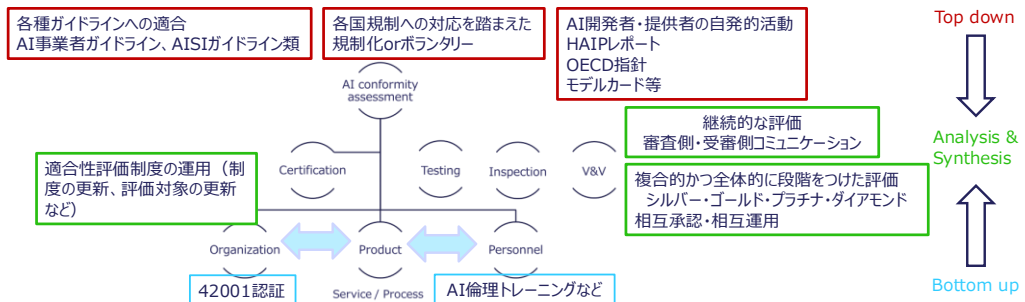 各種ガイドラインへの適合
AI事業者ガイドライン、AISIガイドライン類
各国規制への対応を踏まえた
規制化orボランタリー
AI開発者・提供者の自発的活動
HAIPレポート
OECD指針
モデルカード等
Top down
AI conformity
assessment
継続的な評価
審査側・受審側コミュニケーション
Analysis &
Synthesis
適合性評価制度の運用（制
度の更新、評価対象の更新
など）
Certification
Testing
Inspection
V&V
複合的かつ全体的に段階をつけた評価
シルバー・ゴールド・プラチナ・ダイアモンド
相互承認・相互運用
Organization
Product
Personnel
42001認証
Service / Process
AI倫理トレーニングなど
Bottom up